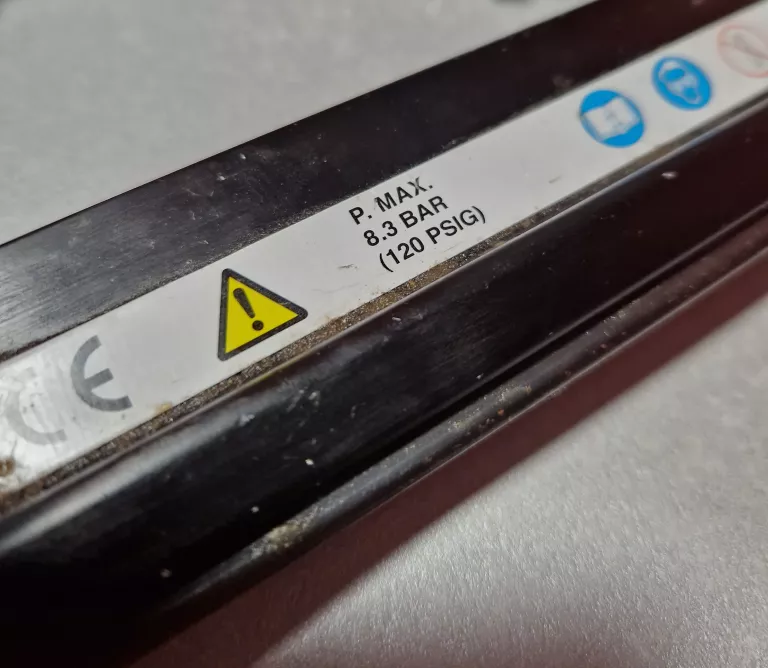 CE
P. MAX.
8.3 BAR
(120 PSIG)